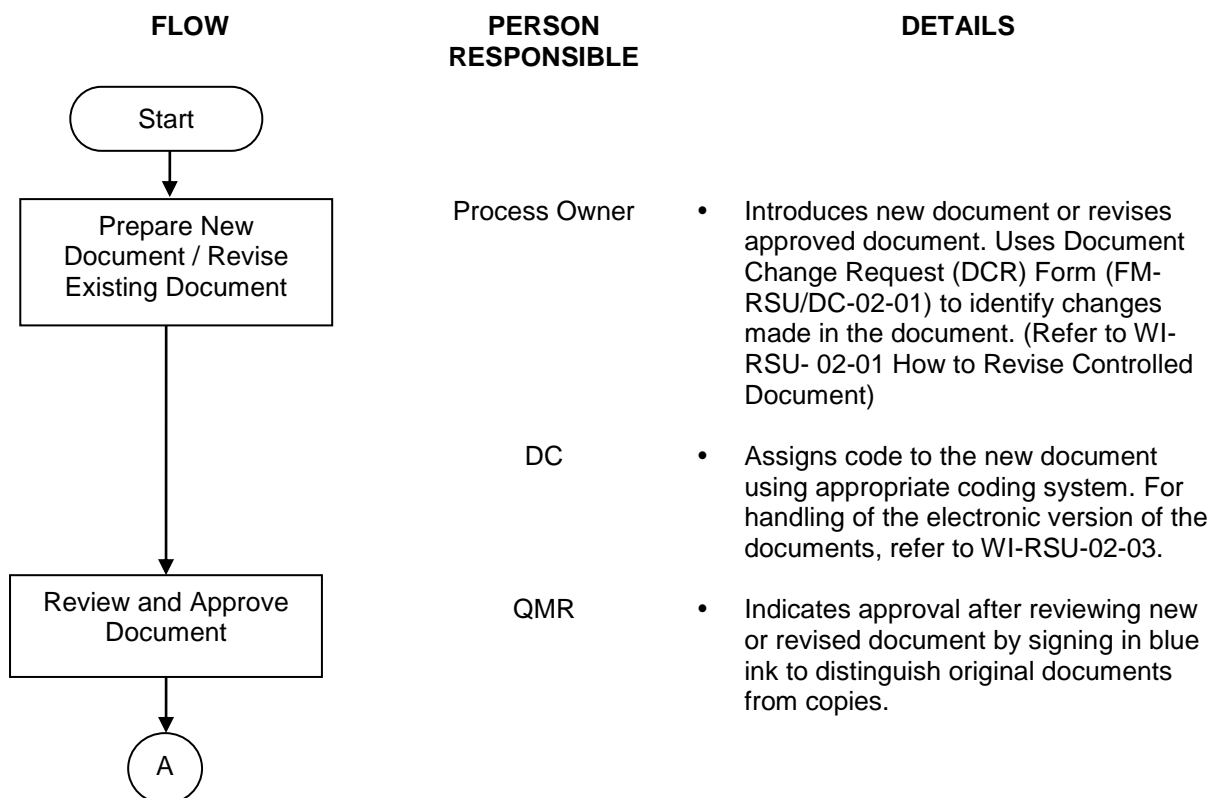 FLOW
PERSON
RESPONSIBLE
DETAILS
Start
Prepare New
Document / Revise
Existing Document
Process Owner
• Introduces new document or revises
approved document. Uses Document
Change Request (DCR) Form (FM-
RSU/DC-02-01) to identify changes
made in the document. (Refer to WI-
RSU- 02-01 How to Revise Controlled
Document)
DC
• Assigns code to the new document
using appropriate coding system. For
handling of the electronic version of the
documents, refer to WI-RSU-02-03.
Review and Approve
Document
QMR
• Indicates approval after reviewing new
or revised document by signing in blue
ink to distinguish original documents
from copies.
A